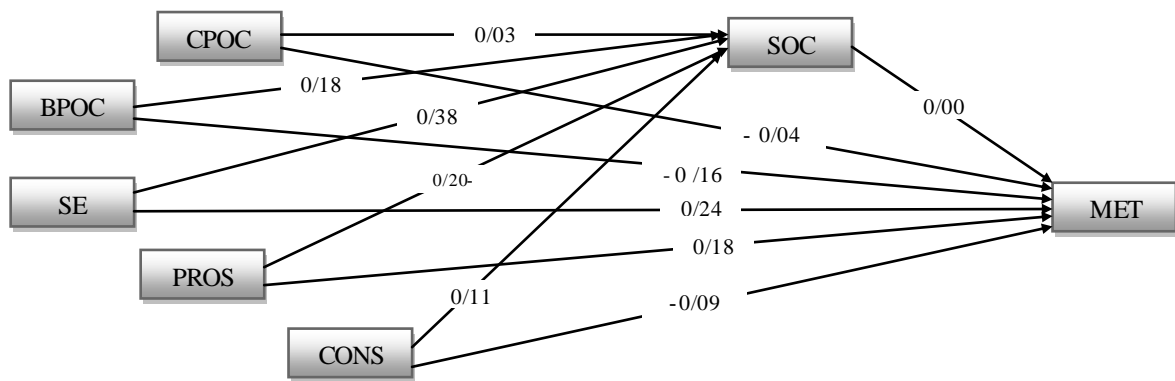 CPOC
0/03
SOC
BPOC
0/18
0/38
0/00
- 0/04
SE
0/20-
-0 /16
0/24
MET
PROS
0/18
0/11
-0/09
CONS